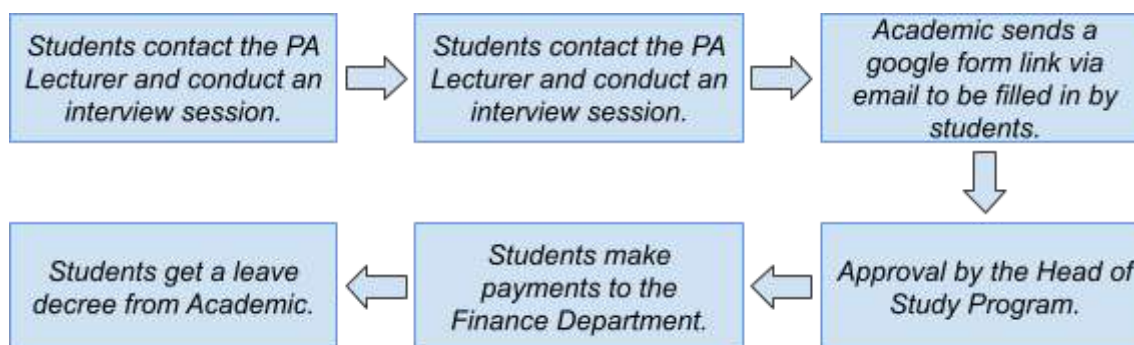 Students contact the PA
Lecturer and conduct an
interview session.
Students contact the PA
Lecturer and conduct an
interview session.
Academic sends a
google form link via
email to be filled in by
students.
Approval by the Head of
Study Program.
Students make
payments to the
Finance Department.
Students get a leave
decree from Academic.